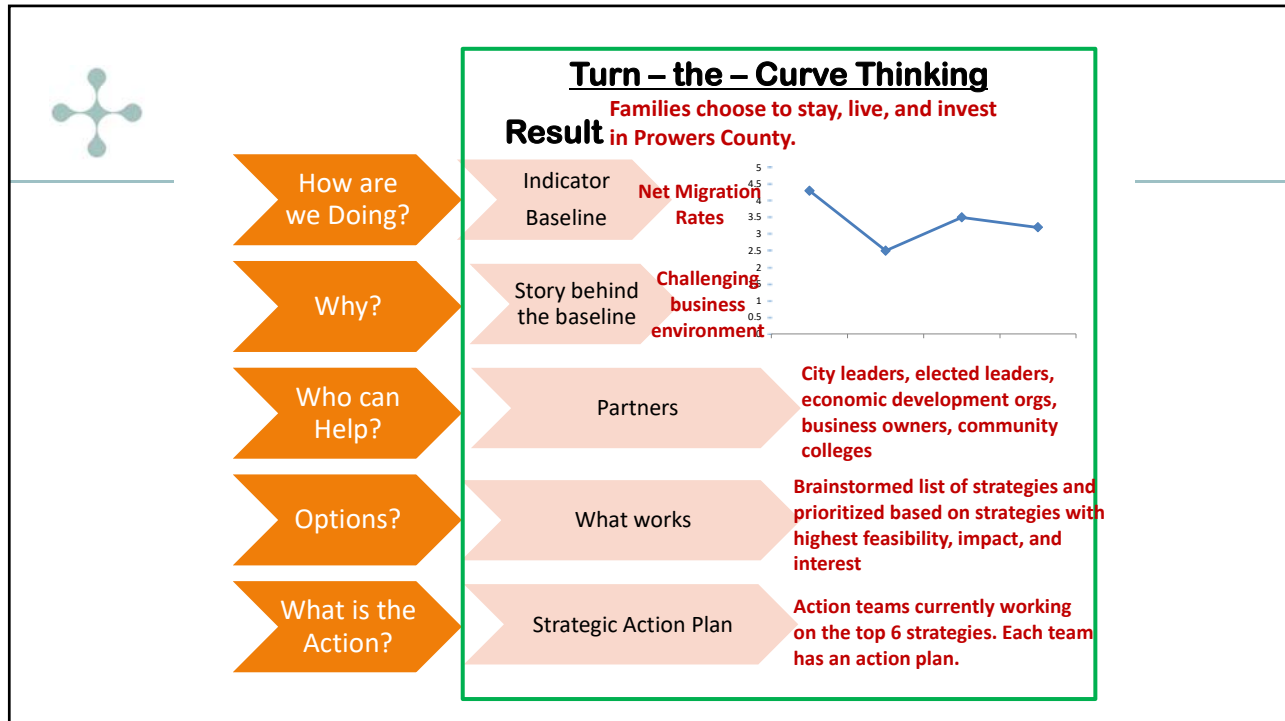 Turn – the – Curve Thinking
Result
Families choose to stay, live, and invest
in Prowers County.
How are
we Doing?
Indicator
Baseline
Net Migration
Rates
5
4.5
4
3.5
3
2.5
2
1
0.5
Why?
Story behind
the baseline
Challenging
business
environment
Who can
Help?
Partners
City leaders, elected leaders,
economic development orgs,
business owners, community
colleges
Options?
What works
Brainstormed list of strategies and
prioritized based on strategies with
highest feasibility, impact, and
interest
What is the
Action?
Strategic Action Plan
Action teams currently working
on the top 6 strategies. Each team
has an action plan.